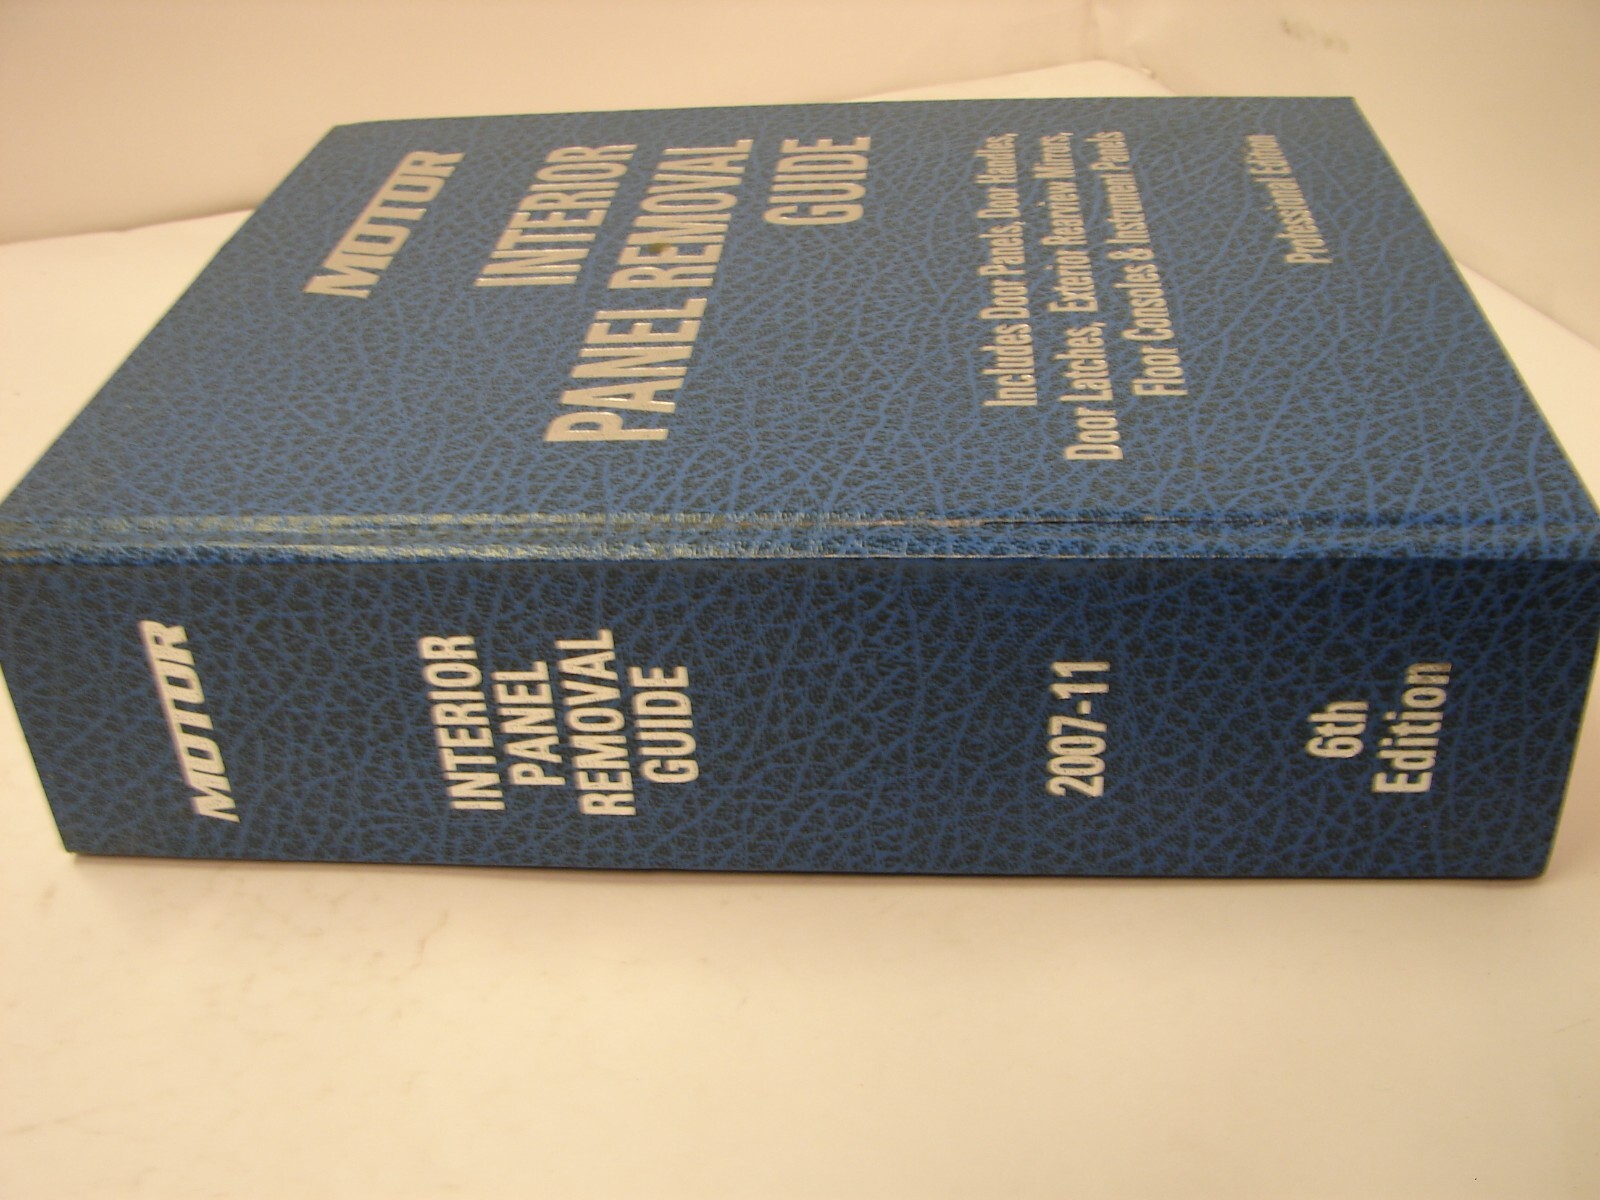 MOTOR
INTERIOR
PANEL REMOVAL
GUIDE
Includes Door Panels, Door Handles,
Door Latches, Exterior Rearview Mirrors,
Floor Consoles & Instrument Panels
Professional Edition
MOTOR
INTERIOR
PANEL
REMOVAL
GUIDE
2007-11
6th
Edition